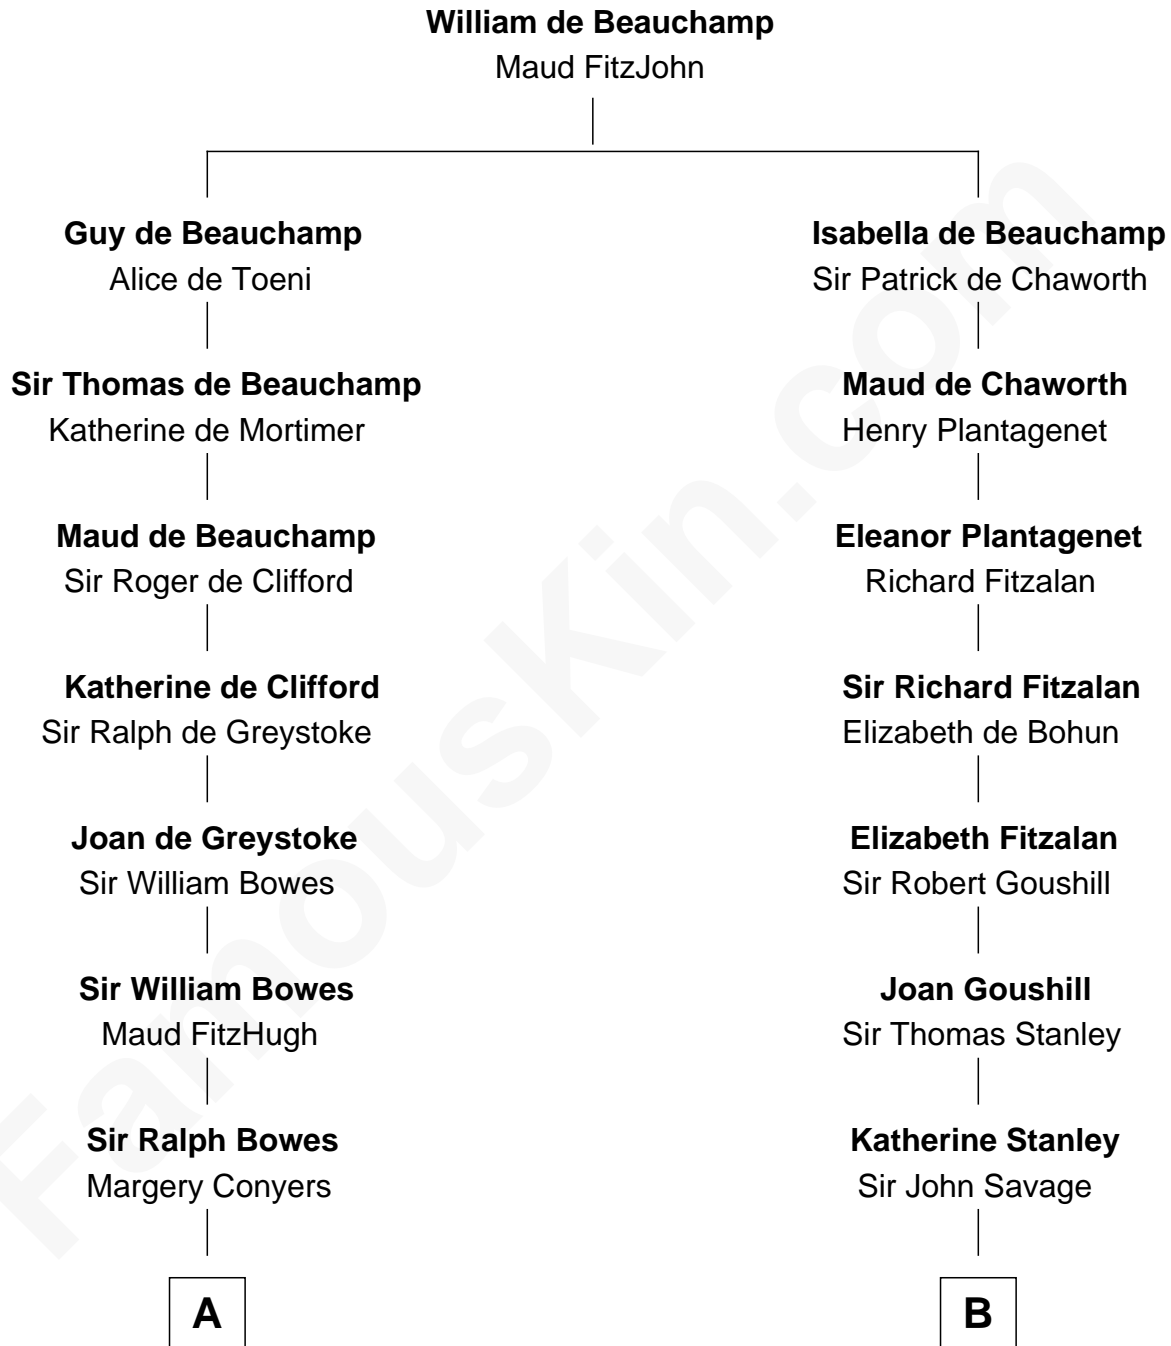 William de Beauchamp
Maud FitzJohn
Guy de Beauchamp
Alice de Toeni
Isabella de Beauchamp
Sir Patrick de Chaworth
Sir Thomas de Beauchamp
Katherine de Mortimer
Maud de Chaworth
Henry Plantagenet
Maud de Beauchamp
Sir Roger de Clifford
Eleanor Plantagenet
Richard Fitzalan
Katherine de Clifford
Sir Ralph de Greystoke
Sir Richard Fitzalan
Elizabeth de Bohun
Joan de Greystoke
Sir William Bowes
Elizabeth Fitzalan
Sir Robert Goushill
Sir William Bowes
Maud FitzHugh
Joan Goushill
Sir Thomas Stanley
Sir Ralph Bowes
Margery Conyers
Katherine Stanley
Sir John Savage
A
B
FamousKin.com